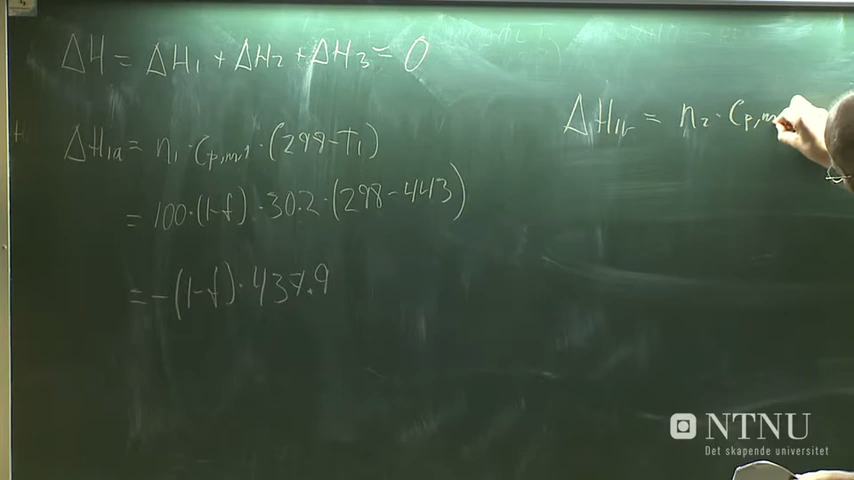 ΔH = ΔH₁ + ΔH₂ + ΔH₃ = 0
ΔH₁ₐ = n₁ · Cp,m,1 · (298 - T₁)
= 100 · (1-f) · 30.2 · (298 - 443)
= - (1-f) · 437.9
ΔH₁b = n₂ · Cp,m
NTNU
Det skapende universitet